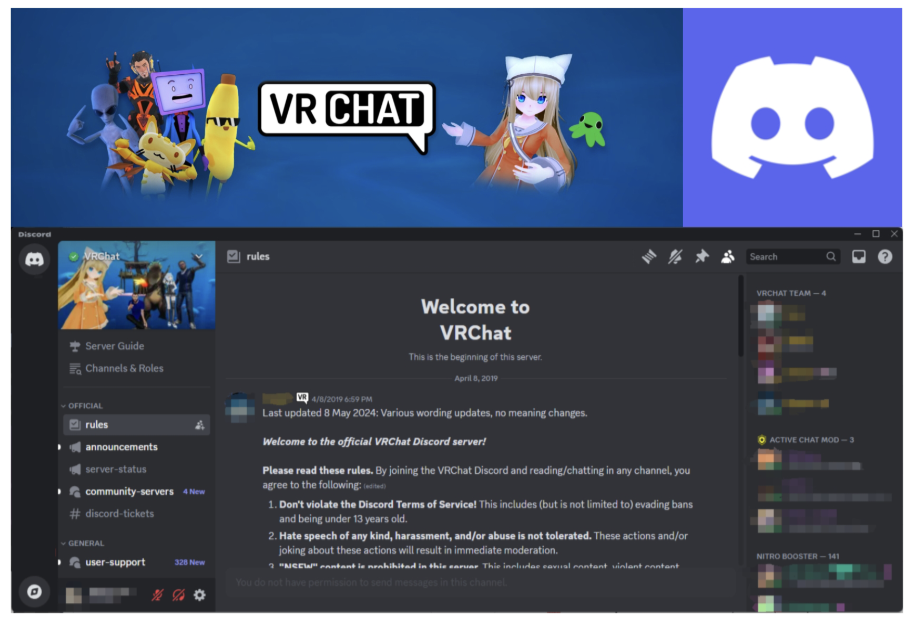 VRCHAT
Discord
VRChat
rules
Search
Server Guide
Channels & Roles
OFFICIAL
rules
announcements
server-status
community-servers 4 New
discord-tickets
GENERAL
user-support 328 New
Welcome to
VRChat
This is the beginning of this server.
April 8, 2019
VR 4/8/2019 6:59 PM
Last updated 8 May 2024: Various wording updates, no meaning changes.
Welcome to the official VRChat Discord server!
Please read these rules. By joining the VRChat Discord and reading/chatting in any channel, you
agree to the following: (edited)
1. Don't violate the Discord Terms of Service! This includes (but is not limited to) evading bans
and being under 13 years old.
2. Hate speech of any kind, harassment, and/or abuse is not tolerated. These actions and/or
joking about these actions will result in immediate moderation.
3. "NSFW" content is prohibited in this server. This includes sexual content, violent content,
You do not have permission to send messages in this channel.
VRCHAT TEAM — 4
ACTIVE CHAT MOD — 3
NITRO BOOSTER — 141